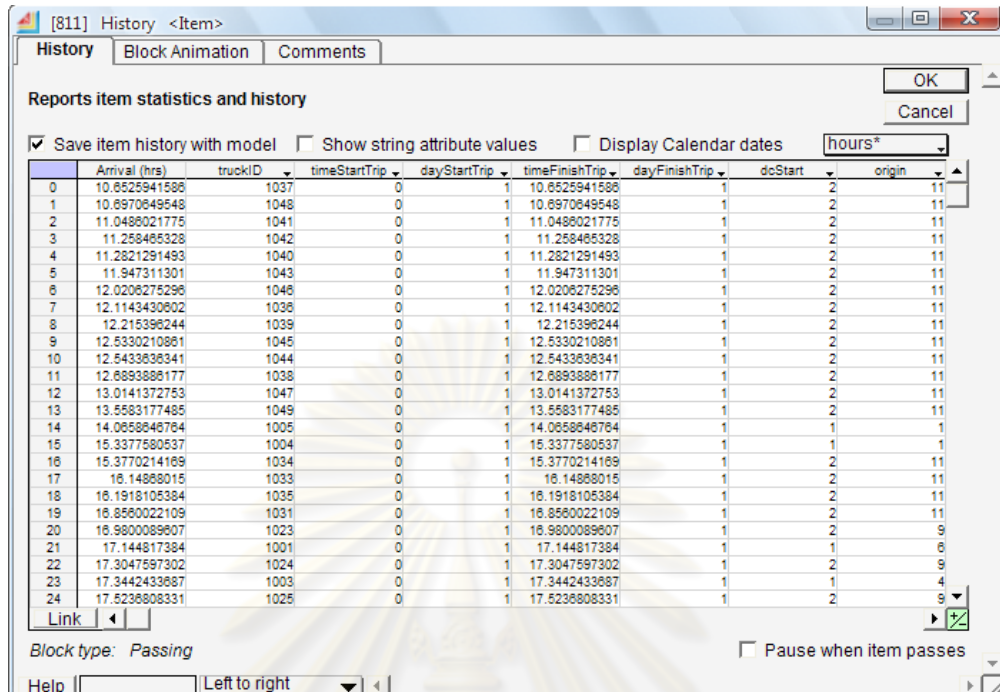 [811] History <Item>
History Block Animation Comments
OK
Reports item statistics and history
Cancel
Save item history with model Show string attribute values Display Calendar dates hours*
Arrival (hrs) truckID timeStartTrip dayStartTrip timeFinishTrip dayFinishTrip dcStart origin
0 10.6525941586 1037 0 1 10.6525941586 1 2 11
1 10.6970649548 1048 0 1 10.6970649548 1 2 11
2 11.0486021775 1041 0 1 11.0486021775 1 2 11
3 11.258465328 1042 0 1 11.258465328 1 2 11
4 11.2821291493 1040 0 1 11.2821291493 1 2 11
5 11.947311301 1043 0 1 11.947311301 1 2 11
6 12.0206275296 1046 0 1 12.0206275296 1 2 11
7 12.1143430602 1036 0 1 12.1143430602 1 2 11
8 12.215396244 1039 0 1 12.215396244 1 2 11
9 12.5330210861 1045 0 1 12.5330210861 1 2 11
10 12.5433636341 1044 0 1 12.5433636341 1 2 11
11 12.6893886177 1038 0 1 12.6893886177 1 2 11
12 13.0141372753 1047 0 1 13.0141372753 1 2 11
13 13.5583177485 1049 0 1 13.5583177485 1 2 11
14 14.0658646764 1005 0 1 14.0658646764 1 1 1
15 15.3377580537 1004 0 1 15.3377580537 1 1 1
16 15.3770214169 1034 0 1 15.3770214169 1 2 11
17 16.14868015 1033 0 1 16.14868015 1 2 11
18 16.1918105384 1035 0 1 16.1918105384 1 2 11
19 16.8560022109 1031 0 1 16.8560022109 1 2 11
20 16.9800089607 1023 0 1 16.9800089607 1 2 9
21 17.144817384 1001 0 1 17.144817384 1 1 6
22 17.3047597302 1024 0 1 17.3047597302 1 2 9
23 17.3442433687 1003 0 1 17.3442433687 1 1 4
24 17.5236808331 1025 0 1 17.5236808331 1 2 9
Link
Block type: Passing Pause when item passes
Help Left to right